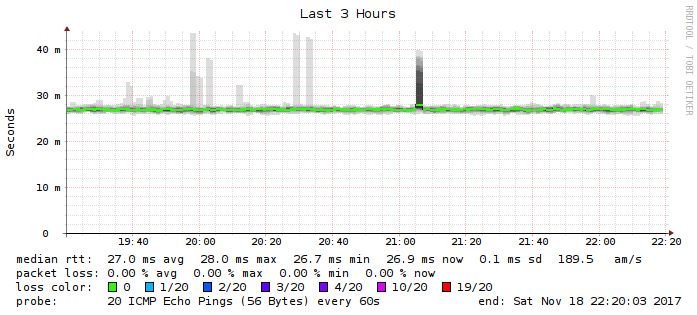 Last 3 Hours
RRDTOOL / TOBI OETIKER
Seconds
40 m
30 m
20 m
10 m
0
19:40 20:00 20:20 20:40 21:00 21:20 21:40 22:00 22:20
median rtt: 27.0 ms avg 28.0 ms max 26.7 ms min 26.9 ms now 0.1 ms sd 189.5 am/s
packet loss: 0.00 % avg 0.00 % max 0.00 % min 0.00 % now
loss color: 0 1/20 2/20 3/20 4/20 10/20 19/20
probe: 20 ICMP Echo Pings (56 Bytes) every 60s end: Sat Nov 18 22:20:03 2017